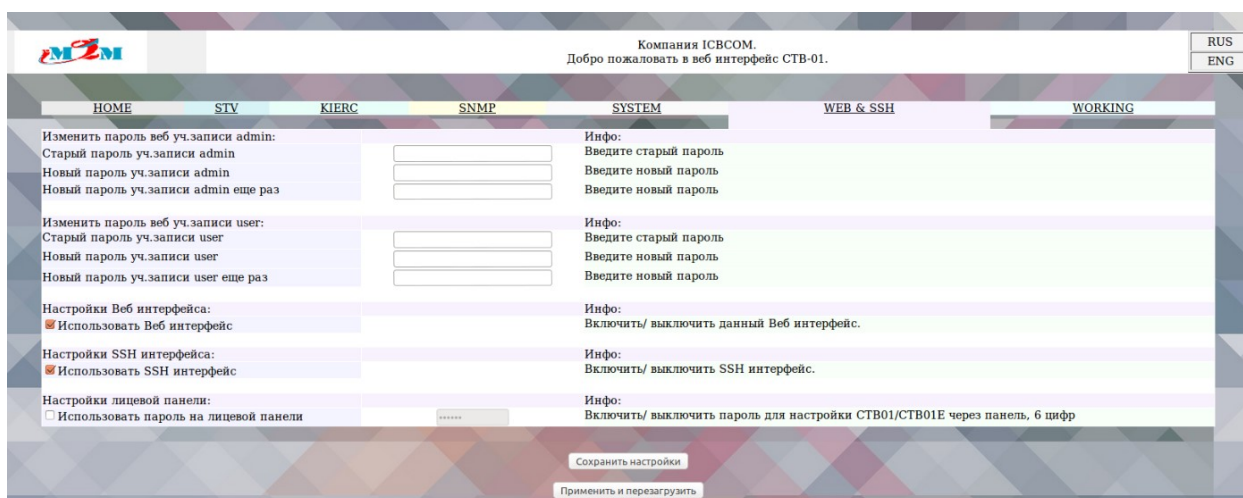 iM2M
Компания ICBCOM.
Добро пожаловать в веб интерфейс СТВ-01.
RUS
ENG
HOME STV KIERC SNMP SYSTEM WEB & SSH WORKING
Изменить пароль веб уч.записи admin: Инфо:
Старый пароль уч.записи admin Введите старый пароль
Новый пароль уч.записи admin Введите новый пароль
Новый пароль уч.записи admin еще раз Введите новый пароль
Изменить пароль веб уч.записи user: Инфо:
Старый пароль уч.записи user Введите старый пароль
Новый пароль уч.записи user Введите новый пароль
Новый пароль уч.записи user еще раз Введите новый пароль
Настройки Веб интерфейса: Инфо:
Использовать Веб интерфейс Включить/ выключить данный Веб интерфейс.
Настройки SSH интерфейса: Инфо:
Использовать SSH интерфейс Включить/ выключить SSH интерфейс.
Настройки лицевой панели: Инфо:
Использовать пароль на лицевой панели •••••• Включить/ выключить пароль для настройки СТВ01/СТВ01Е через панель, 6 цифр
Сохранить настройки
Применить и перезагрузить